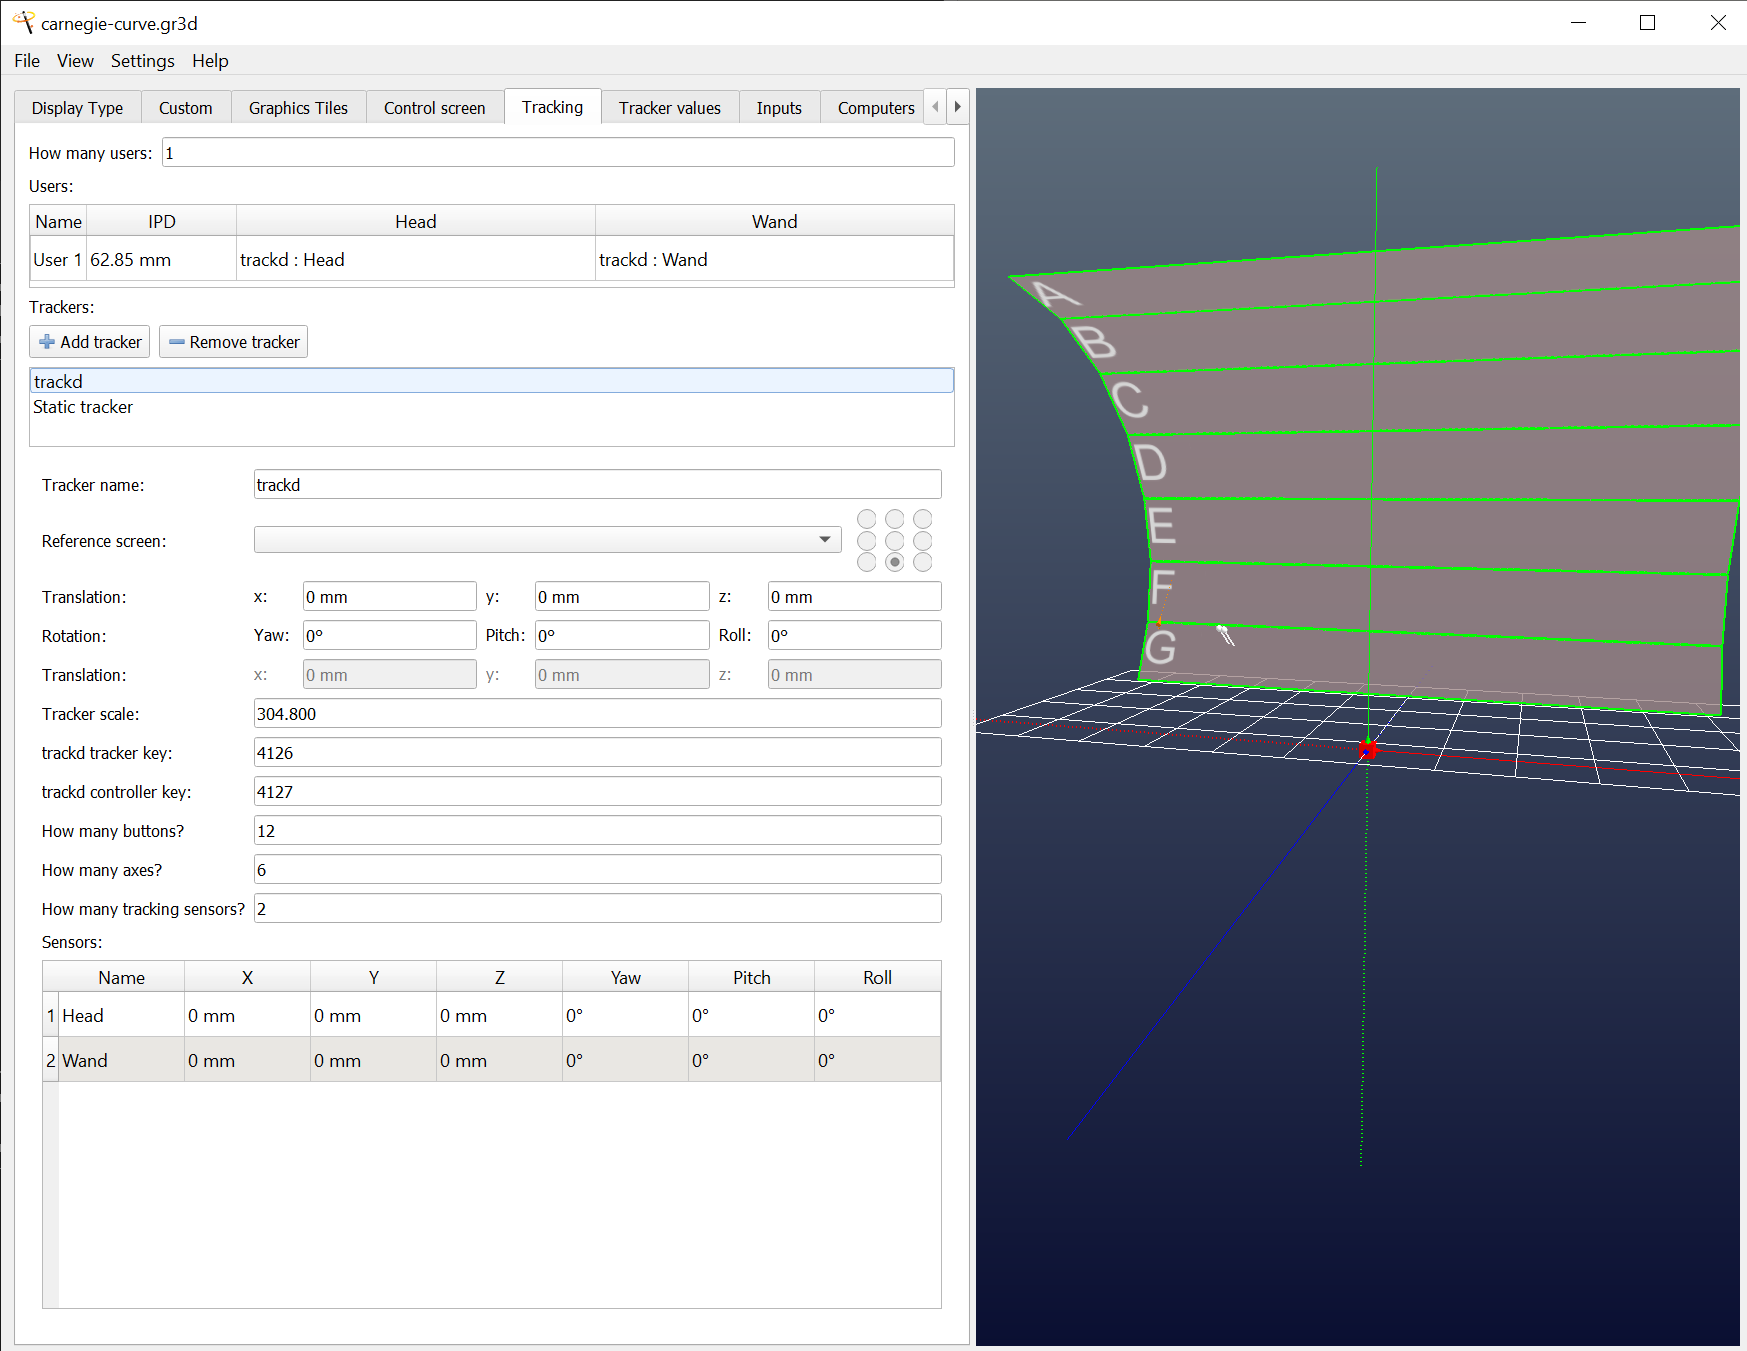 carnegie-curve.gr3d
File View Settings Help
Display Type Custom Graphics Tiles Control screen Tracking Tracker values Inputs Computers
How many users: 1
Users:
Name IPD Head Wand
User 1 62.85 mm trackd : Head trackd : Wand
Trackers:
Add tracker Remove tracker
trackd
Static tracker
Tracker name: trackd
Reference screen:
Translation: x: 0 mm y: 0 mm z: 0 mm
Rotation: Yaw: 0° Pitch: 0° Roll: 0°
Translation: x: 0 mm y: 0 mm z: 0 mm
Tracker scale: 304.800
trackd tracker key: 4126
trackd controller key: 4127
How many buttons? 12
How many axes? 6
How many tracking sensors? 2
Sensors:
Name X Y Z Yaw Pitch Roll
1 Head 0 mm 0 mm 0 mm 0° 0° 0°
2 Wand 0 mm 0 mm 0 mm 0° 0° 0°
A
B
C
D
E
F
G